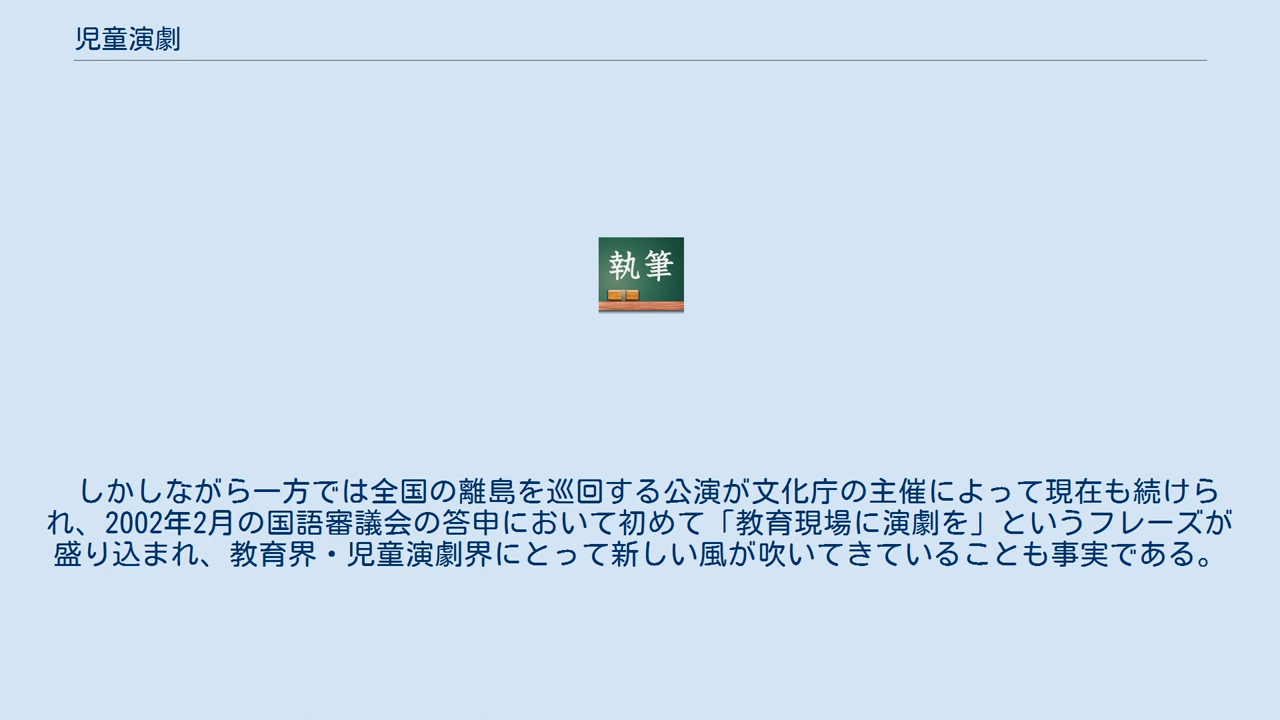 児童演劇
執筆
しかしながら一方では全国の離島を巡回する公演が文化庁の主催によって現在も続けら
れ、2002年2月の国語審議会の答申において初めて「教育現場に演劇を」というフレーズが
盛り込まれ、教育界・児童演劇界にとって新しい風が吹いてきていることも事実である。